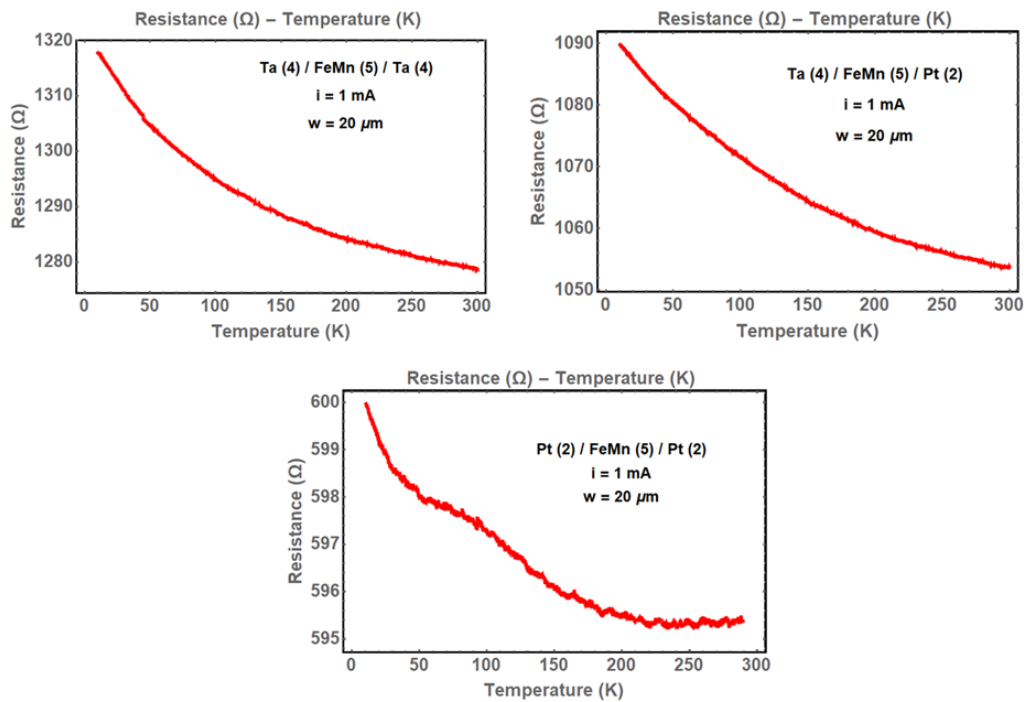 Resistance (Ω) – Temperature (K)
Ta (4) / FeMn (5) / Ta (4)
i = 1 mA
w = 20 μm
Resistance (Ω)
1320
1310
1300
1290
1280
0 50 100 150 200 250 300
Temperature (K)
Resistance (Ω) – Temperature (K)
Ta (4) / FeMn (5) / Pt (2)
i = 1 mA
w = 20 μm
Resistance (Ω)
1090
1080
1070
1060
1050
0 50 100 150 200 250 300
Temperature (K)
Resistance (Ω) – Temperature (K)
Pt (2) / FeMn (5) / Pt (2)
i = 1 mA
w = 20 μm
Resistance (Ω)
600
599
598
597
596
595
0 50 100 150 200 250 300
Temperature (K)